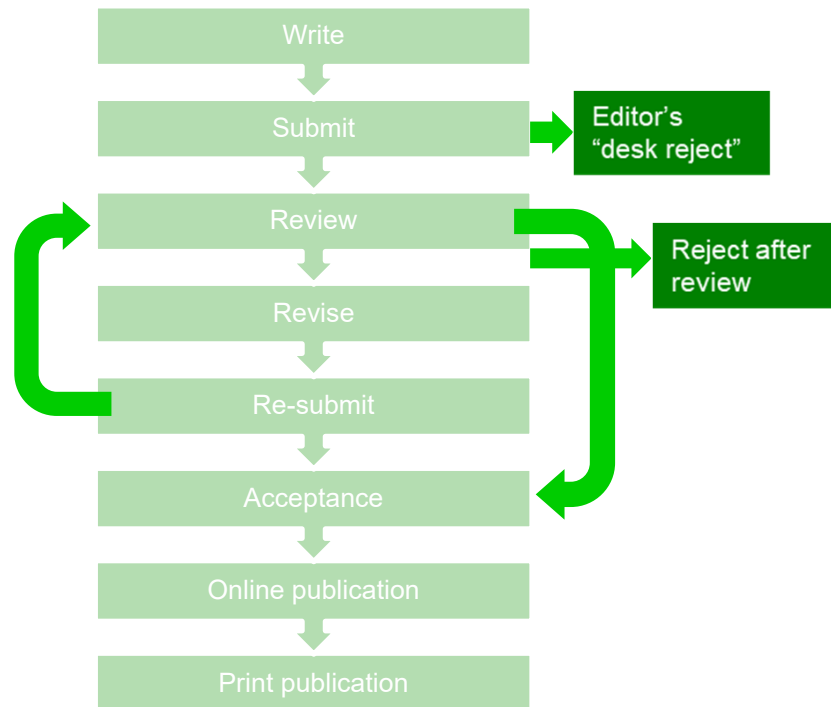 Write
Submit
Editor’s
“desk reject”
Review
Reject after
review
Revise
Re-submit
Acceptance
Online publication
Print publication